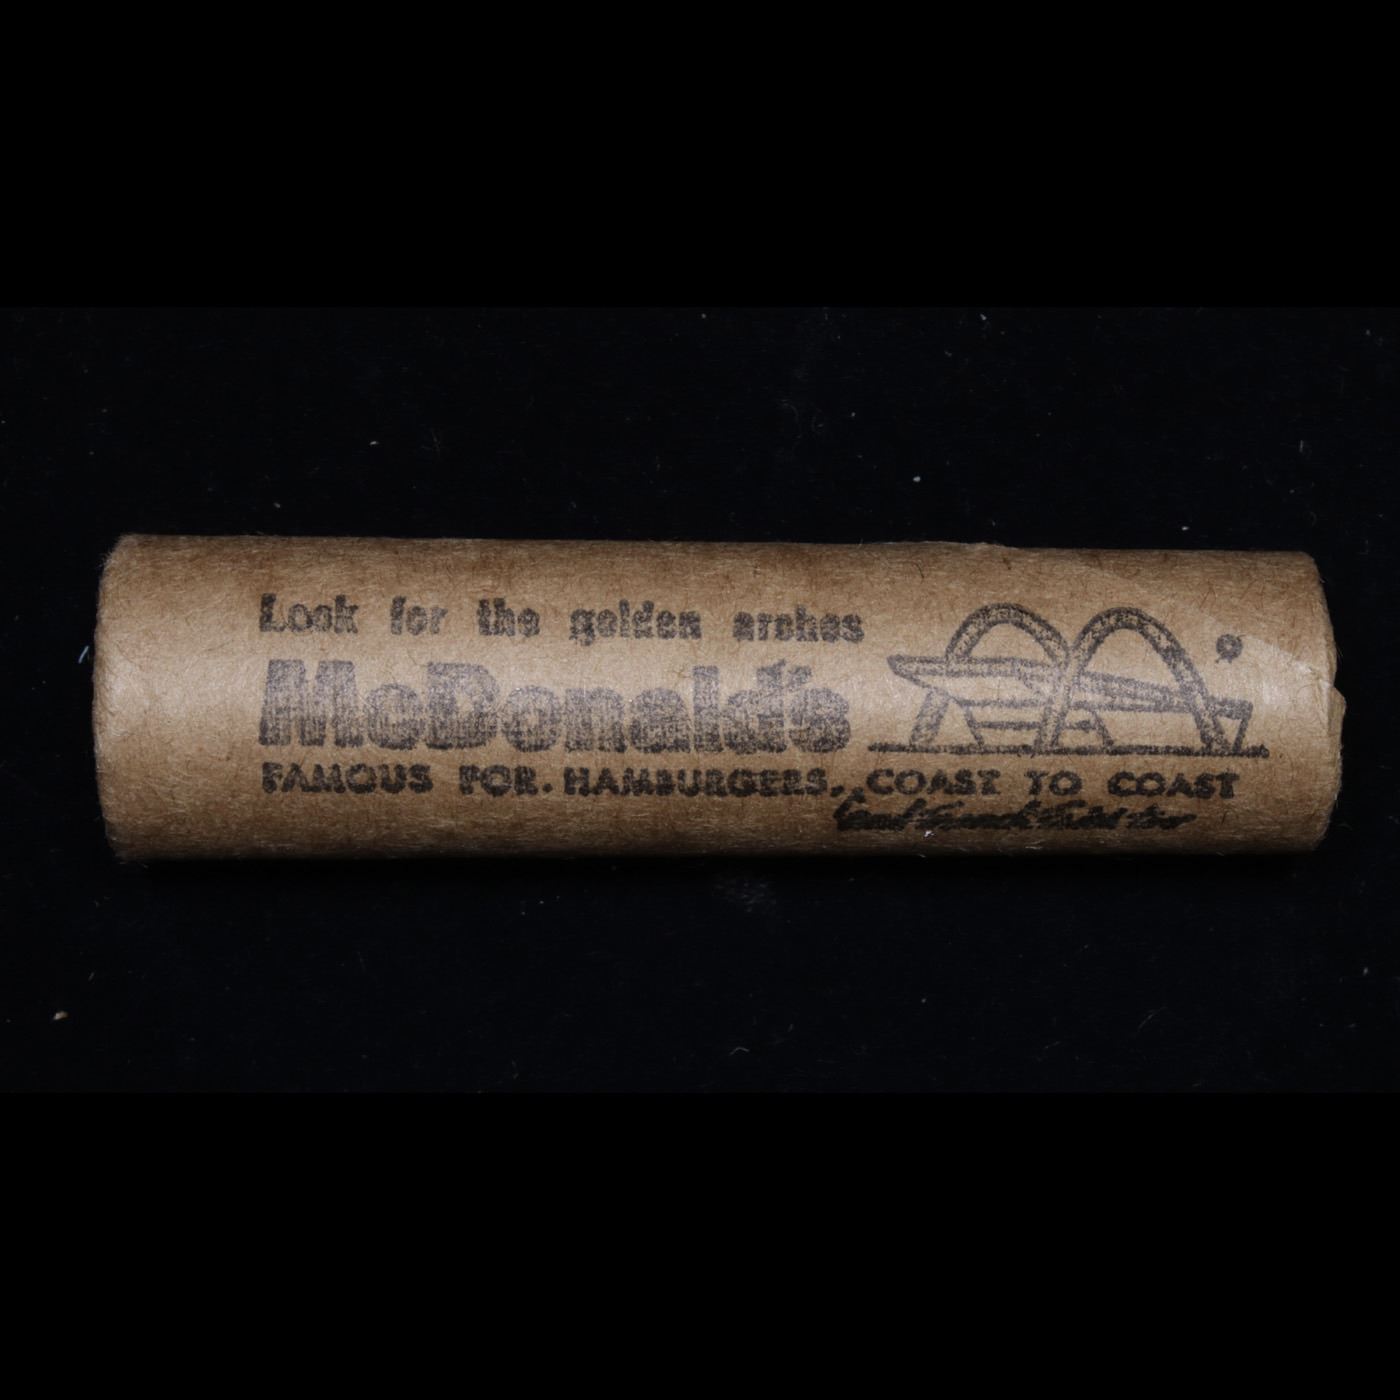 Look for the golden arches
McDonald's
FAMOUS FOR. HAMBURGERS, COAST TO COAST